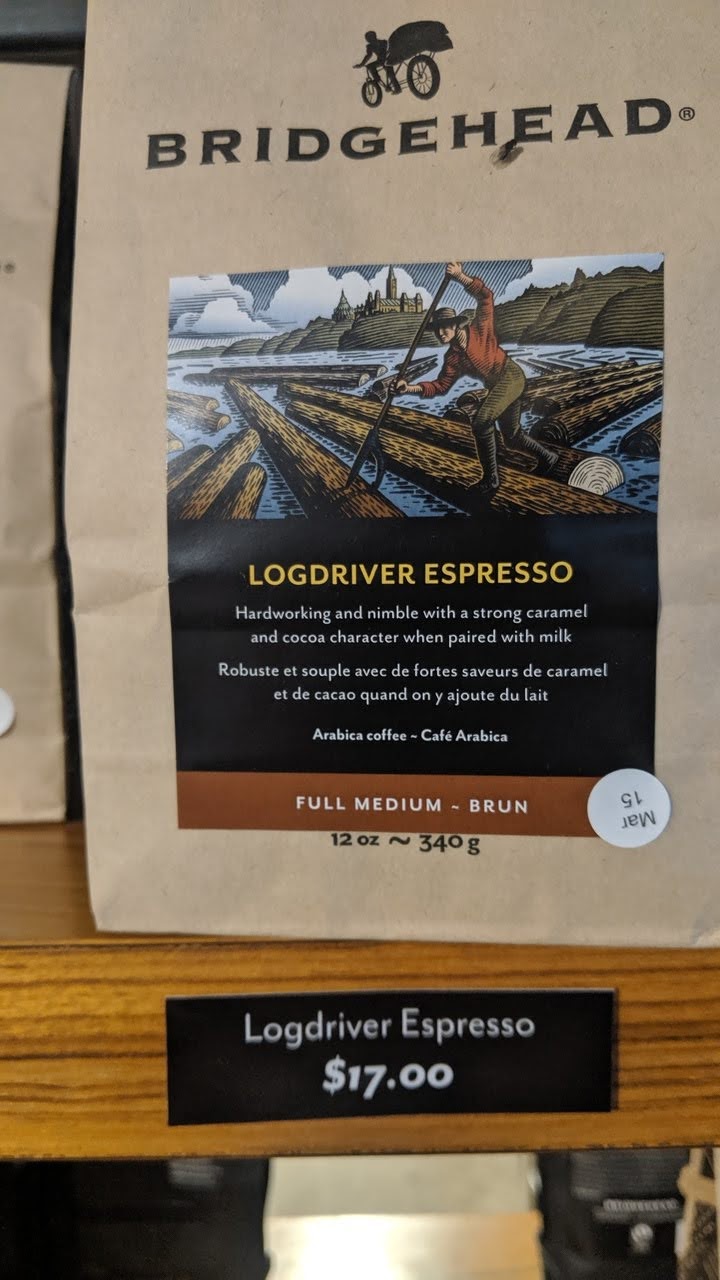 BRIDGEHEAD®
LOGDRIVER ESPRESSO
Hardworking and nimble with a strong caramel
and cocoa character when paired with milk
Robuste et souple avec de fortes saveurs de caramel
et de cacao quand on y ajoute du lait
Arabica coffee ~ Café Arabica
FULL MEDIUM ~ BRUN
Mar
15
12 oz ~ 340 g
Logdriver Espresso
$17.00